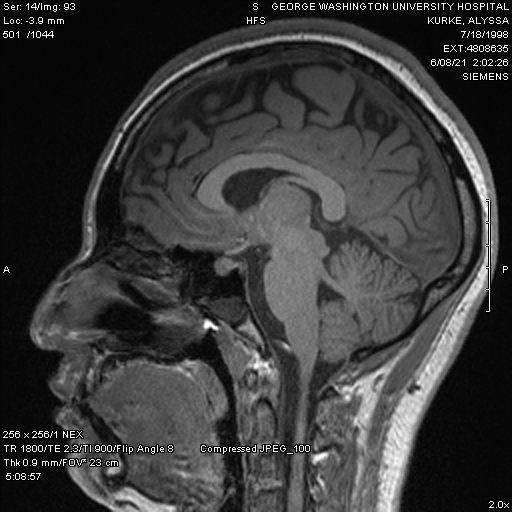 Ser: 14/Img: 93
Loc: -3.9 mm
501 /1044
S
HFS
GEORGE WASHINGTON UNIVERSITY HOSPITAL
KURKE, ALYSSA
7/18/1998
EXT:4808635
6/08/21 2:02:26
SIEMENS
A
P
256 x 256/1 NEX
TR 1800/TE 2.3/TI 900/Flip Angle 8
Thk 0.9 mm/FOV* 23 cm
5:08:57
Compressed JPEG_100
2.0x